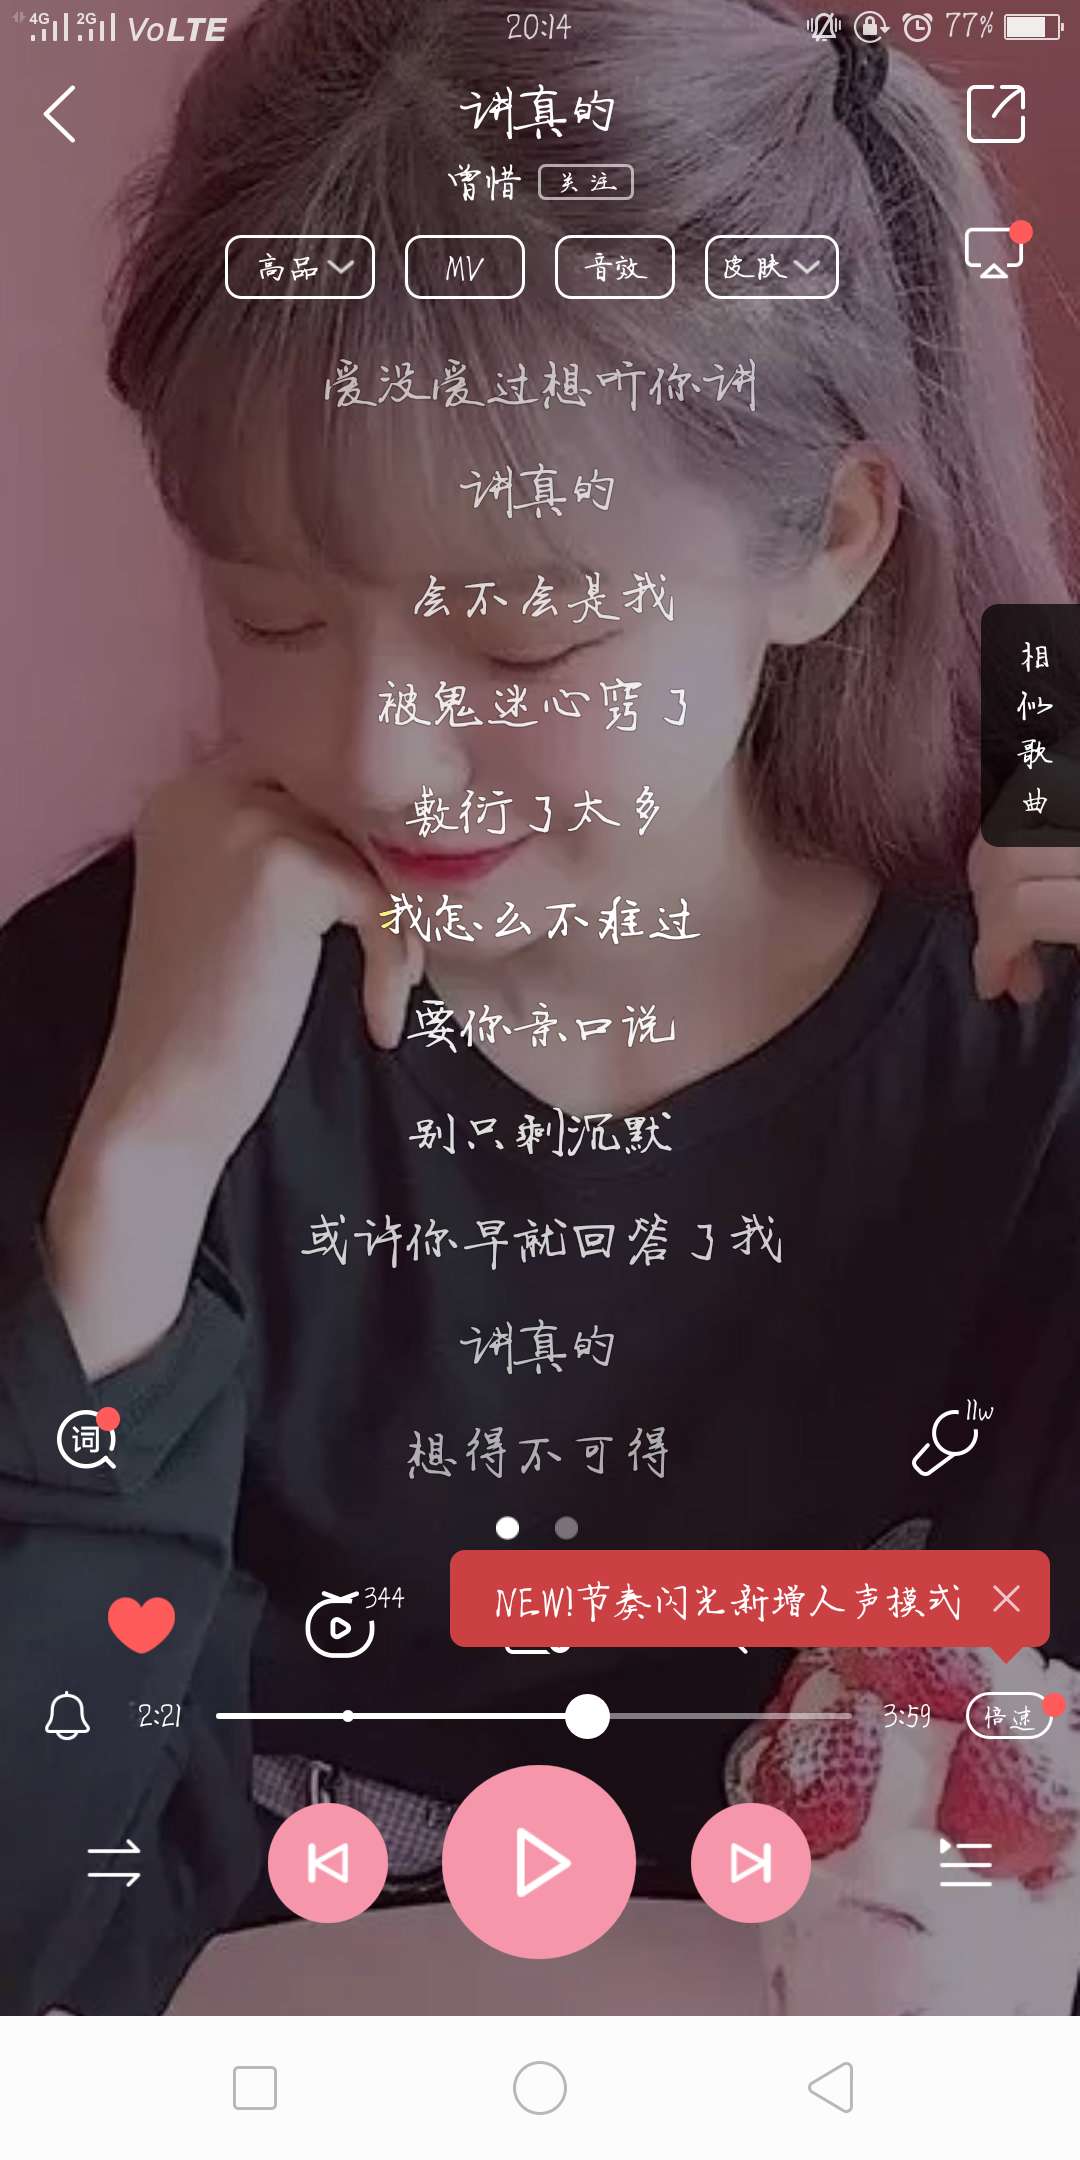 4G 2G VoLTE 20:14 77%
讲真的
曾惜 关注
高品 MV 音效 皮肤
爱没爱过想听你讲
讲真的
会不会是我
被鬼迷心窍了
敷衍了太多
我怎么不难过
要你亲口说
别只剩沉默
或许你早就回答了我
讲真的
想得不可得
相似歌曲
词 11w
344
NEW!节奏闪光新增人声模式
2:21 3:59 倍速